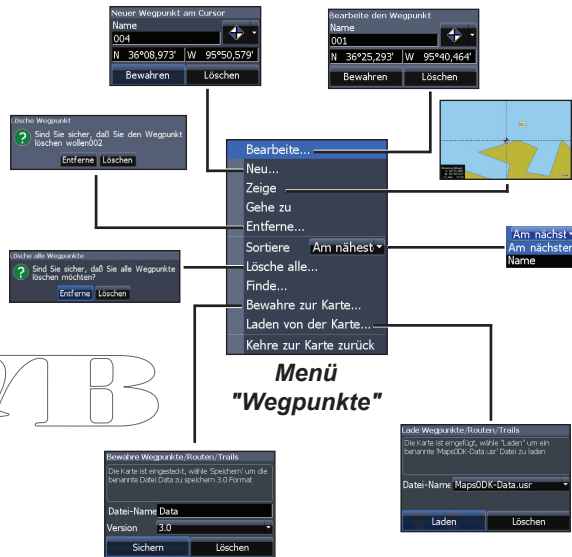 Neuer Wegpunkt am Cursor
Name
004
N 36°08,973' W 95°50,579'
Bewahren Löschen
Bearbeite den Wegpunkt
Name
001
N 36°25,293' W 95°40,464'
Bewahren Löschen
Lösche Wegpunkt
Sind Sie sicher, daß Sie den Wegpunkt
löschen wollen002
Entferne Löschen
Bearbeite...
Neu...
Zeige
Gehe zu
Entferne...
Sortiere Am nähest
Lösche alle...
Finde...
Bewahre zur Karte...
Laden von der Karte...
Kehre zur Karte zurück
Am nächst
Am nächsten
Name
Lösche alle Wegpunkte
Sind Sie sicher, daß Sie alle Wegpunkte
löschen möchten?
Entferne Löschen
Menü
"Wegpunkte"
MB
Bewahre Wegpunkte/Routen/Trails
Die Karte ist eingesteckt, wähle 'Speichern' um die
benannte Datei Data zu speichern 3.0 Format
Datei-Name Data
Version 3.0
Sichern Löschen
Lade Wegpunkte/Routen/Trails
Die Karte ist eingefügt, wähle "Laden" um ein
benannte 'Maps0DK-Data.usr' Datei zu laden
Datei-Name Maps0DK-Data.usr
Laden Löschen